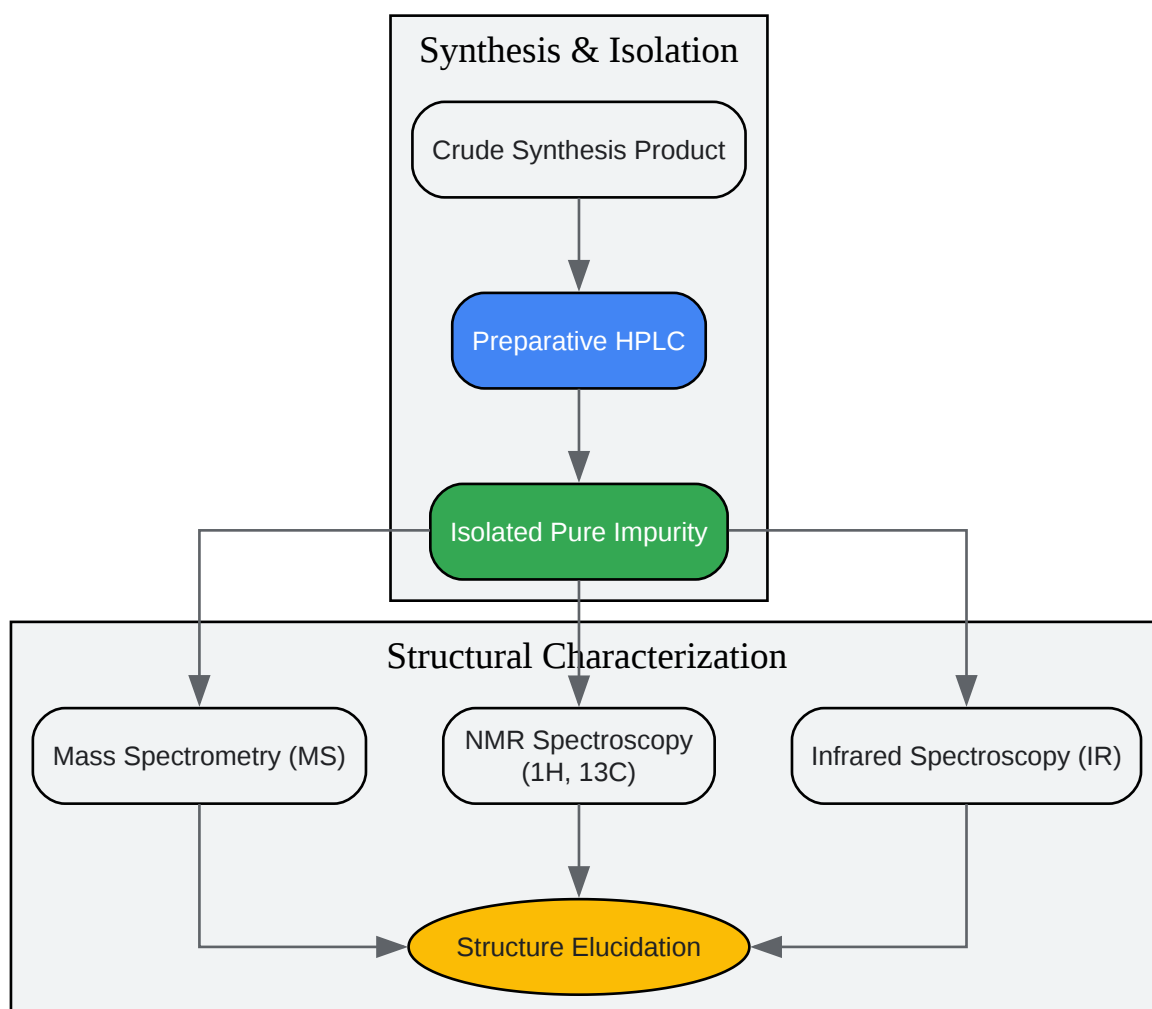 Synthesis & Isolation
Crude Synthesis Product
Preparative HPLC
Isolated Pure Impurity
Structural Characterization
Mass Spectrometry (MS)
NMR Spectroscopy
(1H, 13C)
Infrared Spectroscopy (IR)
Structure Elucidation